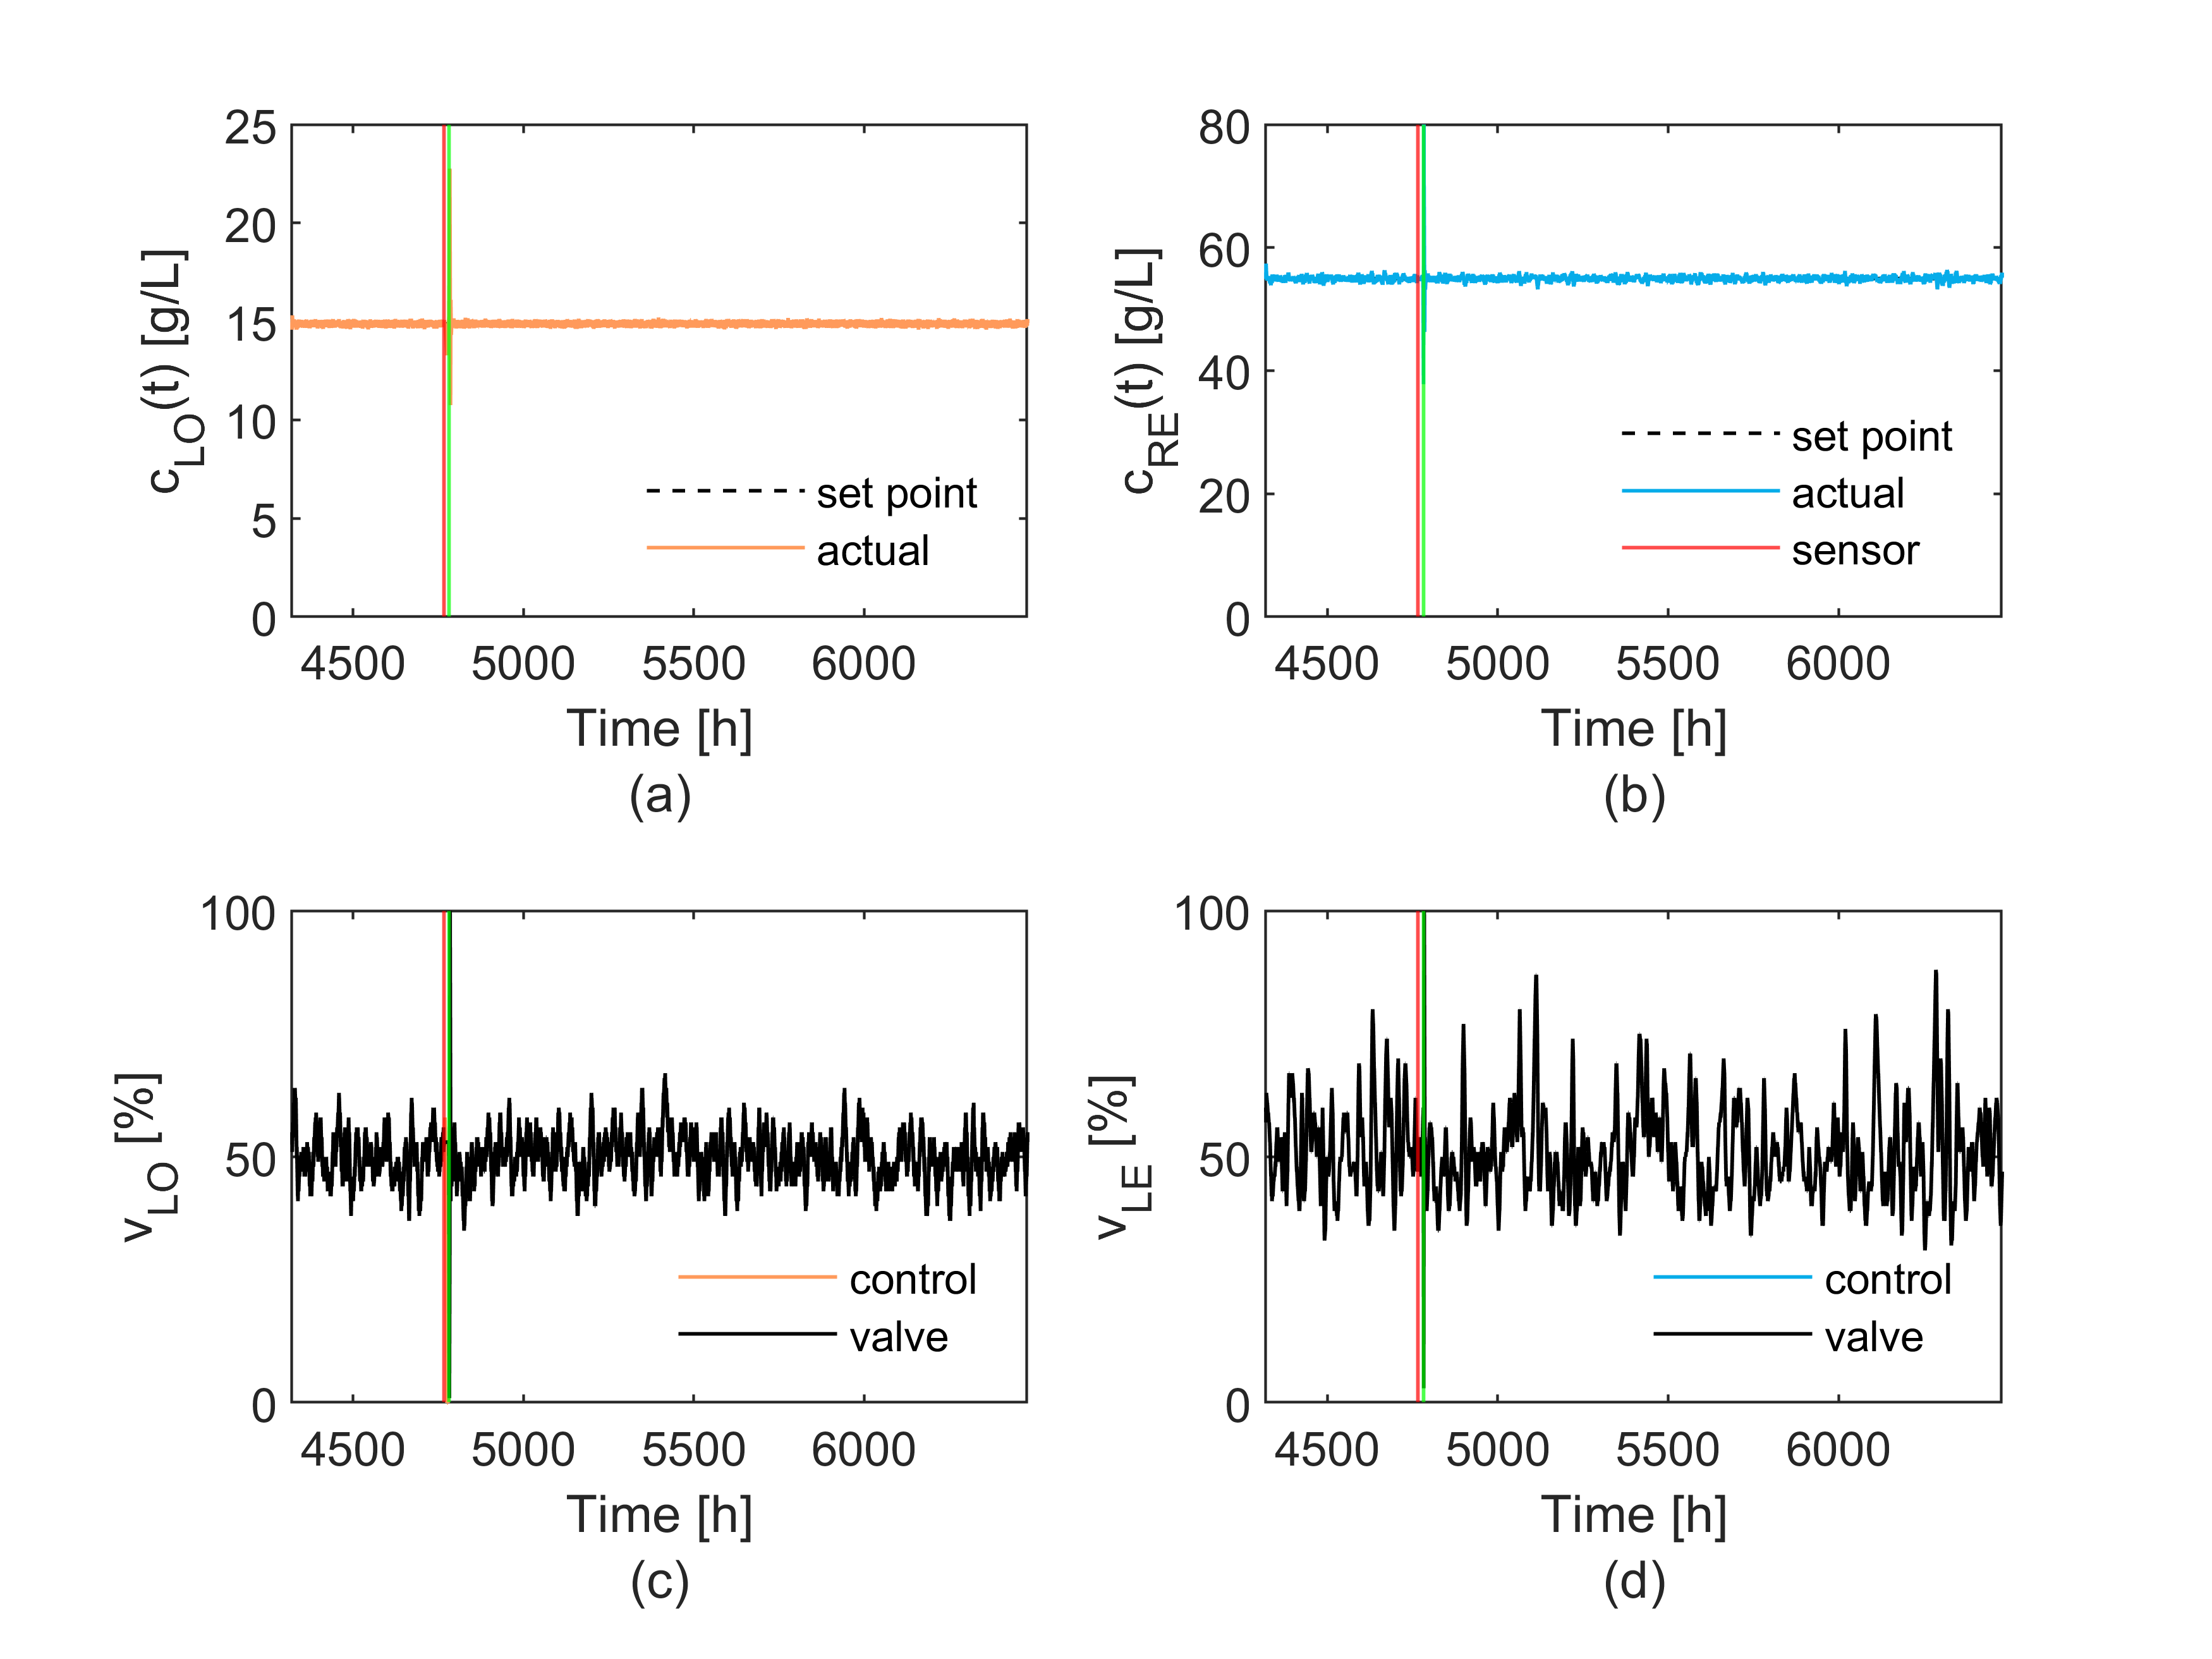 25
20
15
10
5
0
c_LO(t) [g/L]
set point
actual
4500 5000 5500 6000
Time [h]
(a)
80
60
40
20
0
c_RE(t) [g/L]
set point
actual
sensor
4500 5000 5500 6000
Time [h]
(b)
100
50
0
v_LO [%]
control
valve
4500 5000 5500 6000
Time [h]
(c)
100
50
0
v_LE [%]
control
valve
4500 5000 5500 6000
Time [h]
(d)